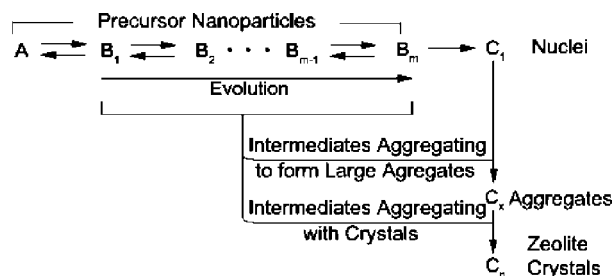 Precursor Nanoparticles
A B₁ B₂ · · · Bₘ₋₁ Bₘ C₁ Nuclei
Evolution
Intermediates Aggregating
to form Large Agregates
Cₓ Aggregates
Intermediates Aggregating
with Crystals
Zeolite
Crystals
Cₙ